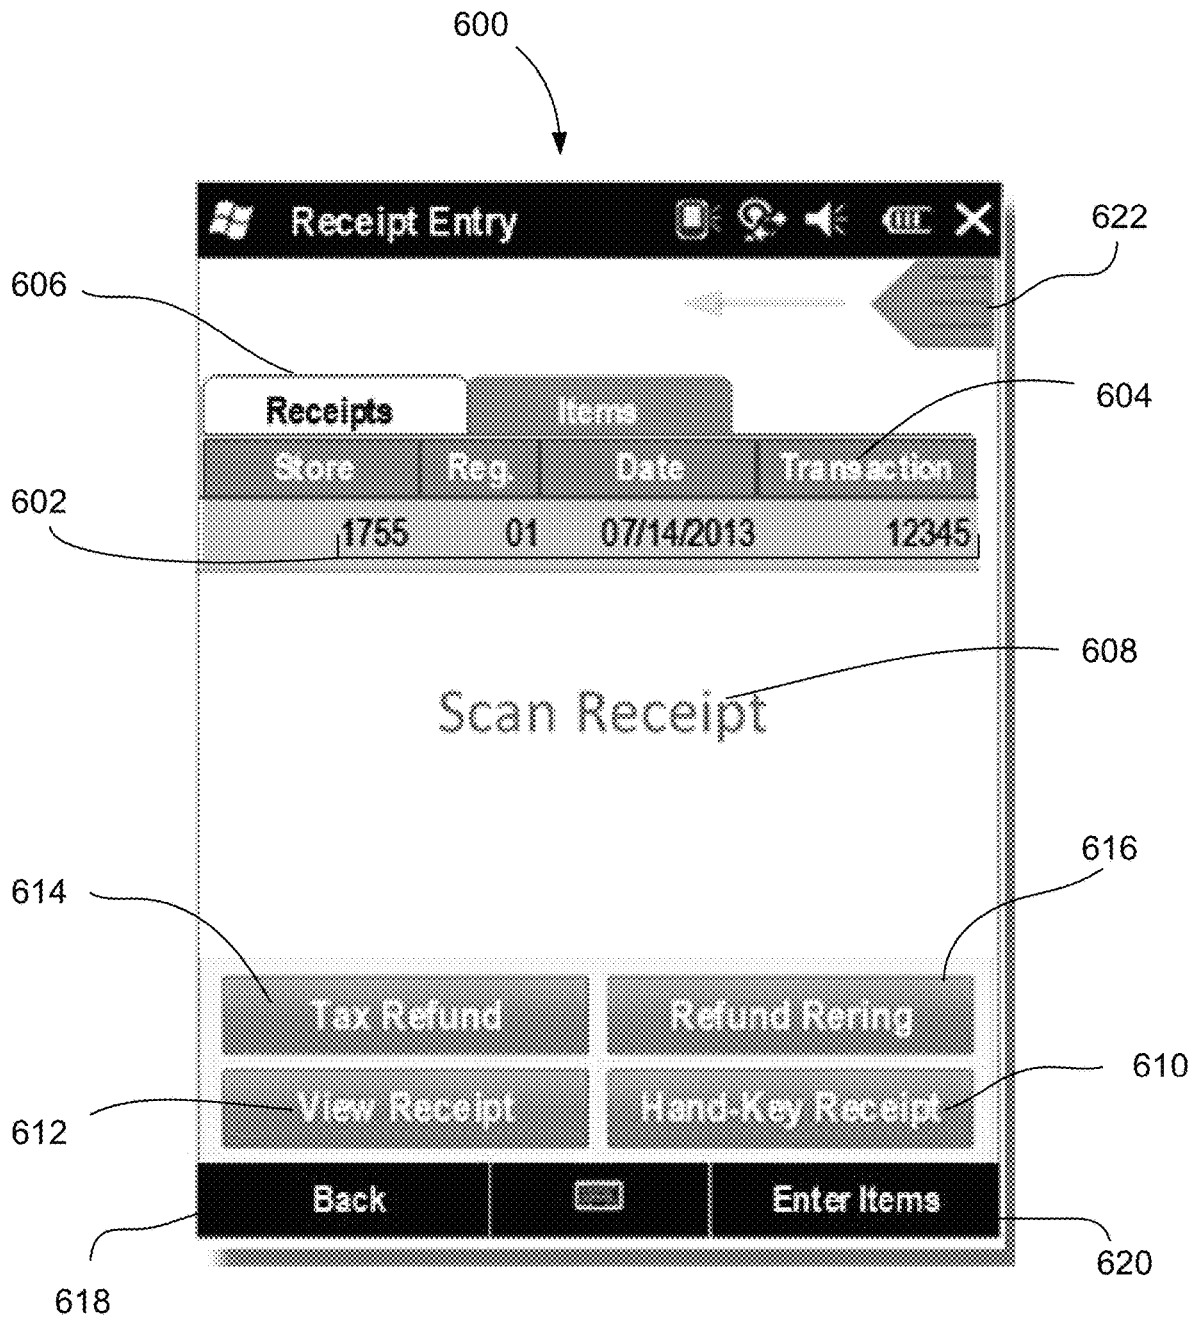 600
Receipt Entry
622
606
Receipts Items
604
Store Reg. Date Transaction
602
1755 01 07/14/2013 12345
608
Scan Receipt
616
614
Tax Refund Refund Rering
610
View Receipt Hand-Key Receipt
612
Back Enter Items
620
618